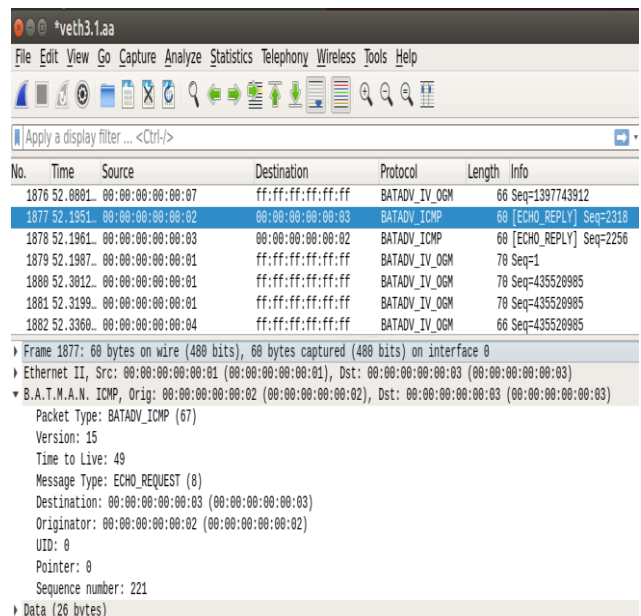 *veth3.1.aa
File Edit View Go Capture Analyze Statistics Telephony Wireless Tools Help
Apply a display filter ... <Ctrl-/>
No. Time Source Destination Protocol Length Info
1876 52.0801… 00:00:00:00:00:07 ff:ff:ff:ff:ff:ff BATADV_IV_OGM 66 Seq=1397743912
1877 52.1951… 00:00:00:00:00:02 00:00:00:00:00:03 BATADV_ICMP 60 [ECHO_REPLY] Seq=2318
1878 52.1961… 00:00:00:00:00:03 00:00:00:00:00:02 BATADV_ICMP 60 [ECHO_REPLY] Seq=2256
1879 52.1987… 00:00:00:00:00:01 ff:ff:ff:ff:ff:ff BATADV_IV_OGM 70 Seq=1
1880 52.3012… 00:00:00:00:00:01 ff:ff:ff:ff:ff:ff BATADV_IV_OGM 70 Seq=435520985
1881 52.3199… 00:00:00:00:00:01 ff:ff:ff:ff:ff:ff BATADV_IV_OGM 70 Seq=435520985
1882 52.3360… 00:00:00:00:00:04 ff:ff:ff:ff:ff:ff BATADV_IV_OGM 66 Seq=435520985
Frame 1877: 60 bytes on wire (480 bits), 60 bytes captured (480 bits) on interface 0
Ethernet II, Src: 00:00:00:00:00:01 (00:00:00:00:00:01), Dst: 00:00:00:00:00:03 (00:00:00:00:00:03)
B.A.T.M.A.N. ICMP, Orig: 00:00:00:00:00:02 (00:00:00:00:00:02), Dst: 00:00:00:00:00:03 (00:00:00:00:00:03)
Packet Type: BATADV_ICMP (67)
Version: 15
Time to Live: 49
Message Type: ECHO_REQUEST (8)
Destination: 00:00:00:00:00:03 (00:00:00:00:00:03)
Originator: 00:00:00:00:00:02 (00:00:00:00:00:02)
UID: 0
Pointer: 0
Sequence number: 221
Data (26 bytes)